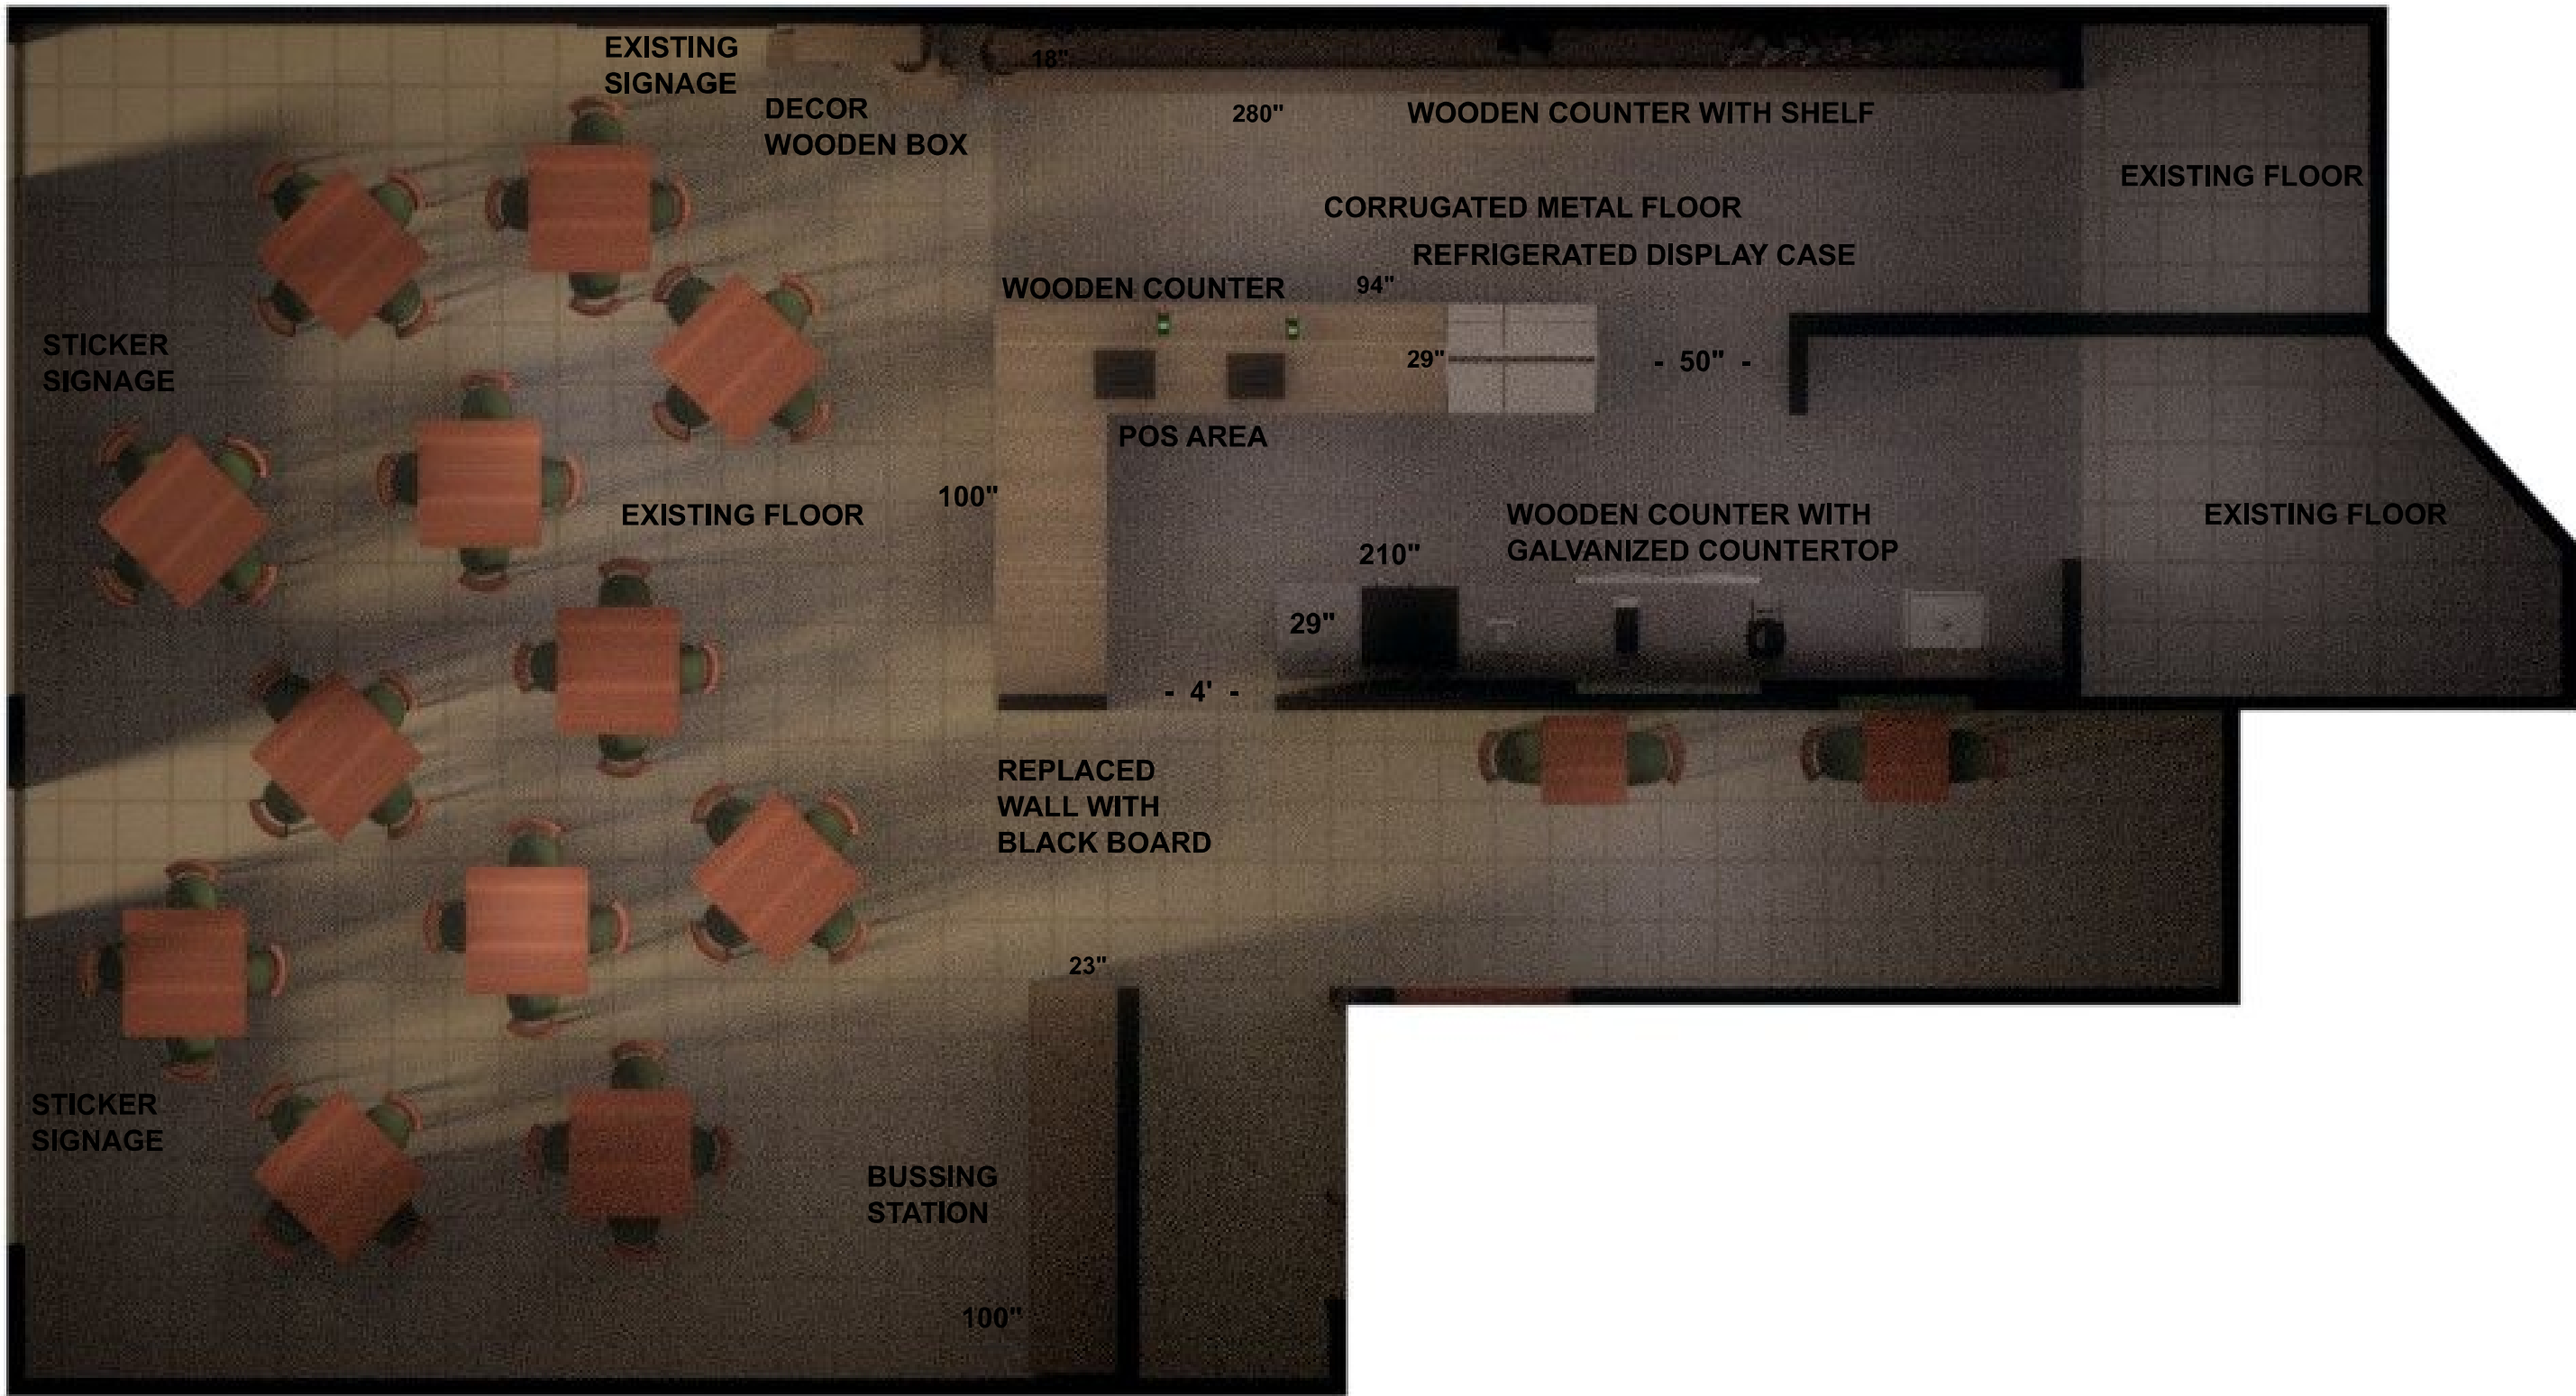 EXISTING
SIGNAGE
18"
DECOR
WOODEN BOX
280"
WOODEN COUNTER WITH SHELF
EXISTING FLOOR
CORRUGATED METAL FLOOR
REFRIGERATED DISPLAY CASE
WOODEN COUNTER
94"
STICKER
SIGNAGE
29"
- 50" -
POS AREA
100"
EXISTING FLOOR
WOODEN COUNTER WITH
GALVANIZED COUNTERTOP
EXISTING FLOOR
210"
29"
- 4' -
REPLACED
WALL WITH
BLACK BOARD
23"
STICKER
SIGNAGE
BUSSING
STATION
100"